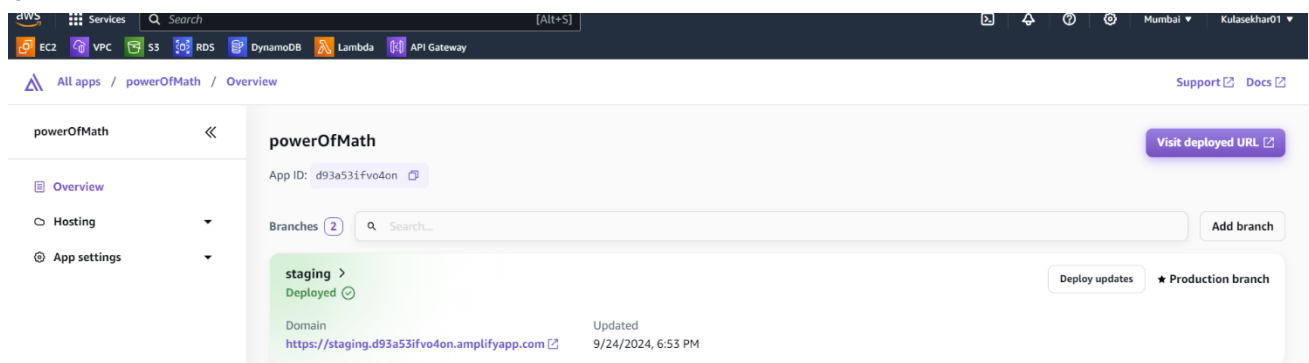 aws Services Search [Alt+S] Mumbai Kulasekhar01
EC2 VPC S3 RDS DynamoDB Lambda API Gateway
All apps / powerOfMath / Overview Support Docs
powerOfMath
Overview
Hosting
App settings
powerOfMath Visit deployed URL
App ID: d93a53ifvo4on
Branches 2 Search... Add branch
staging Deploy updates Production branch
Deployed
Domain Updated
https://staging.d93a53ifvo4on.amplifyapp.com 9/24/2024, 6:53 PM